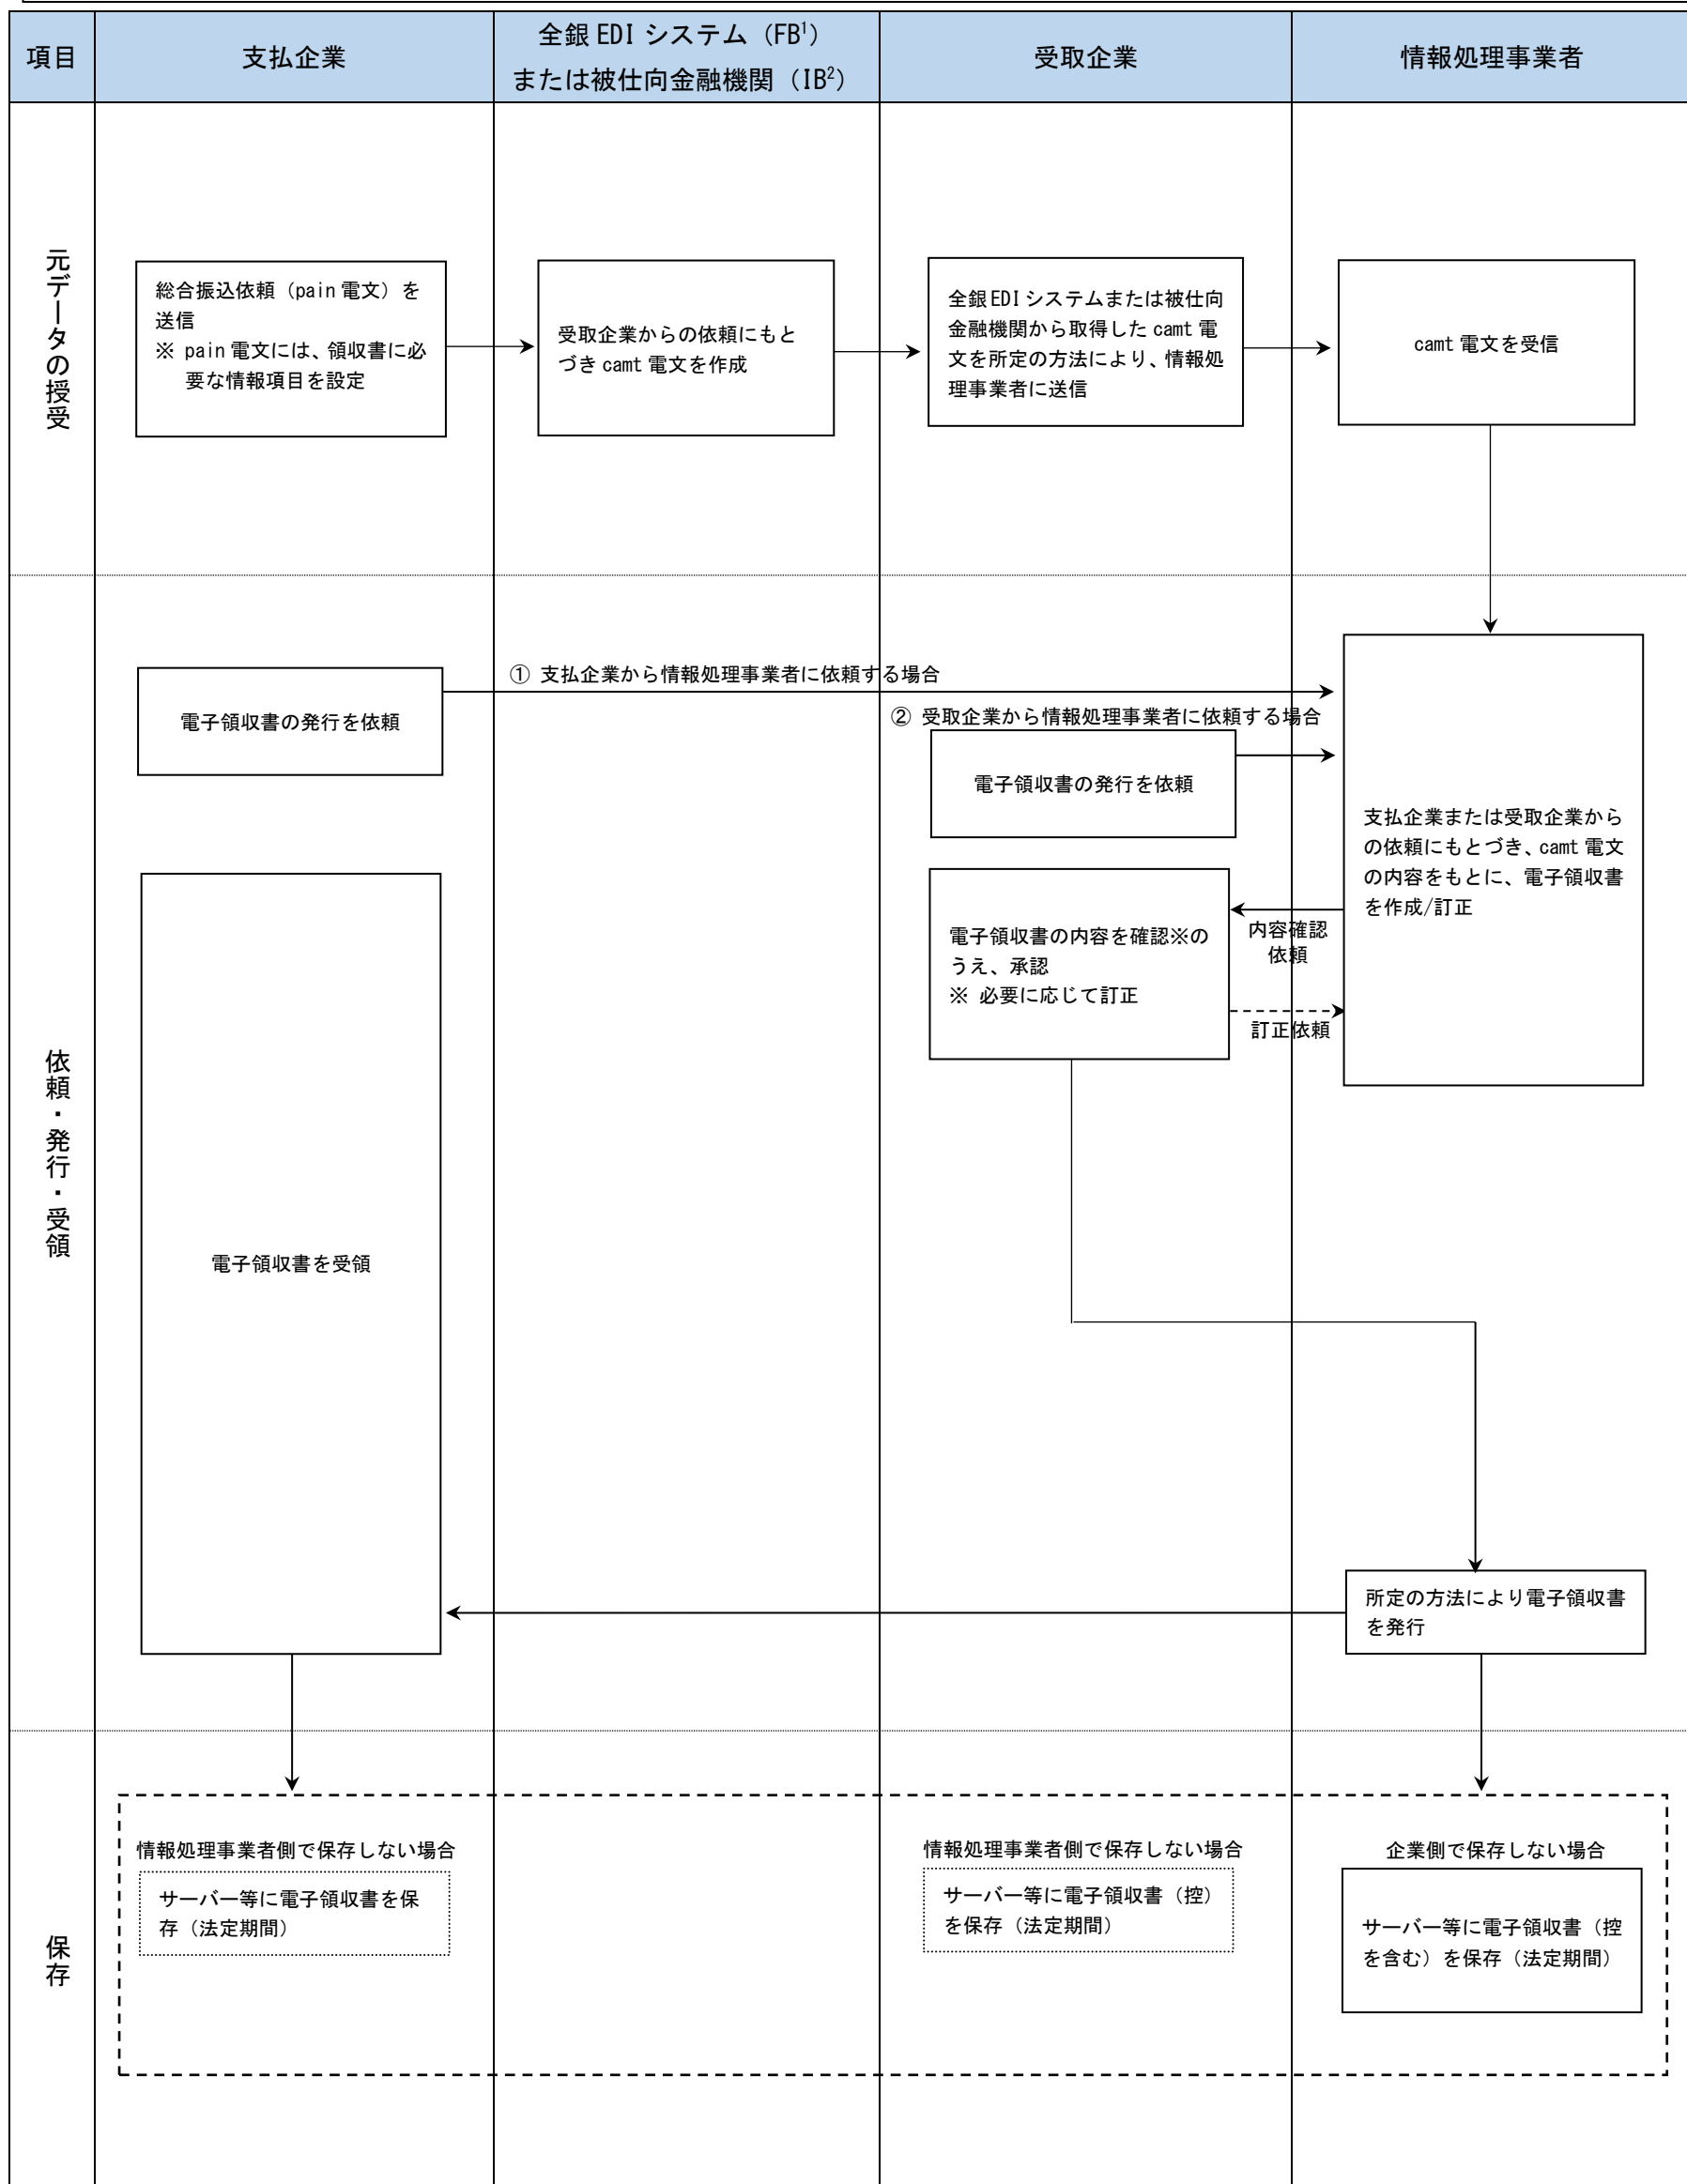 項目
支払企業
全銀 EDI システム（FB1）
または被仕向金融機関（IB2）
受取企業
情報処理事業者
元データの授受
総合振込依頼（pain 電文）を
送信
※ pain 電文には、領収書に必
要な情報項目を設定
受取企業からの依頼にもと
づき camt 電文を作成
全銀 EDI システムまたは被仕向
金融機関から取得した camt 電
文を所定の方法により、情報処
理事業者に送信
camt 電文を受信
依頼・発行・受領
① 支払企業から情報処理事業者に依頼する場合
電子領収書の発行を依頼
② 受取企業から情報処理事業者に依頼する場合
電子領収書の発行を依頼
支払企業または受取企業から
の依頼にもとづき、camt 電文
の内容をもとに、電子領収書
を作成/訂正
内容確認
依頼
電子領収書の内容を確認※の
うえ、承認
※ 必要に応じて訂正
訂正依頼
電子領収書を受領
所定の方法により電子領収書
を発行
保存
情報処理事業者側で保存しない場合
サーバー等に電子領収書を保
存（法定期間）
情報処理事業者側で保存しない場合
サーバー等に電子領収書（控）
を保存（法定期間）
企業側で保存しない場合
サーバー等に電子領収書（控
を含む）を保存（法定期間）